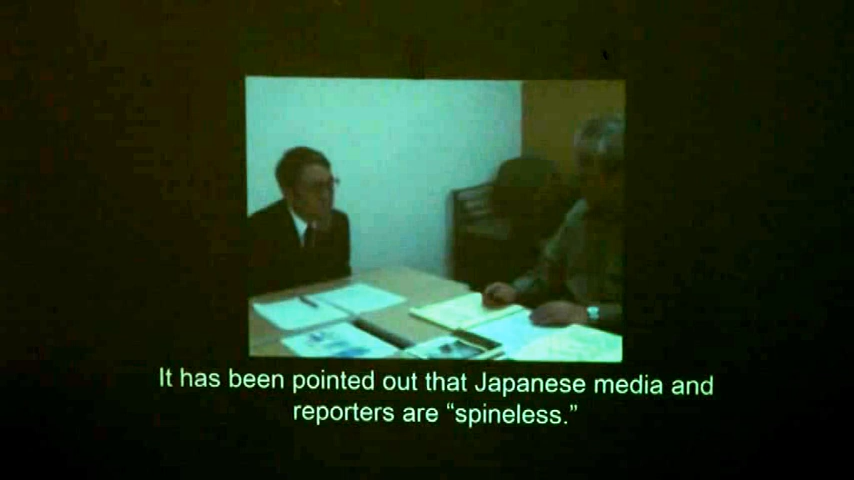 It has been pointed out that Japanese media and
reporters are “spineless.”